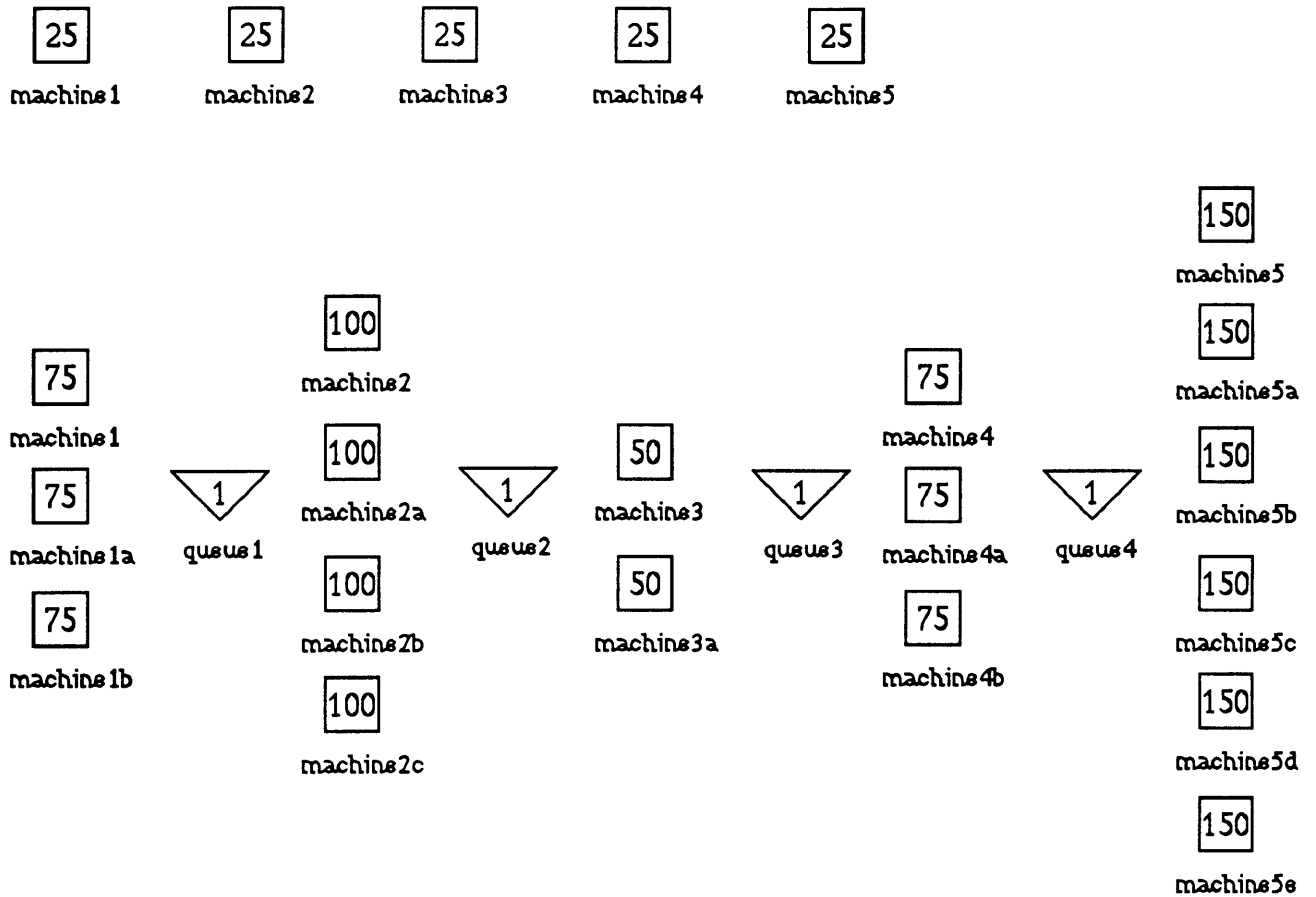 25 25 25 25 25
machine1 machine2 machine3 machine4 machine5
150
machine5
100
150
machine2
machine5a
75
75
machine1
machine4
100
50
150
machine2a
machine3
machine5b
75
1
1
1
75
1
machine1a
queue1
queue2
queue3
machine4a
queue4
100
50
150
machine2b
machine3a
machine5c
75
75
machine1b
machine4b
100
150
machine2c
machine5d
150
machine5e